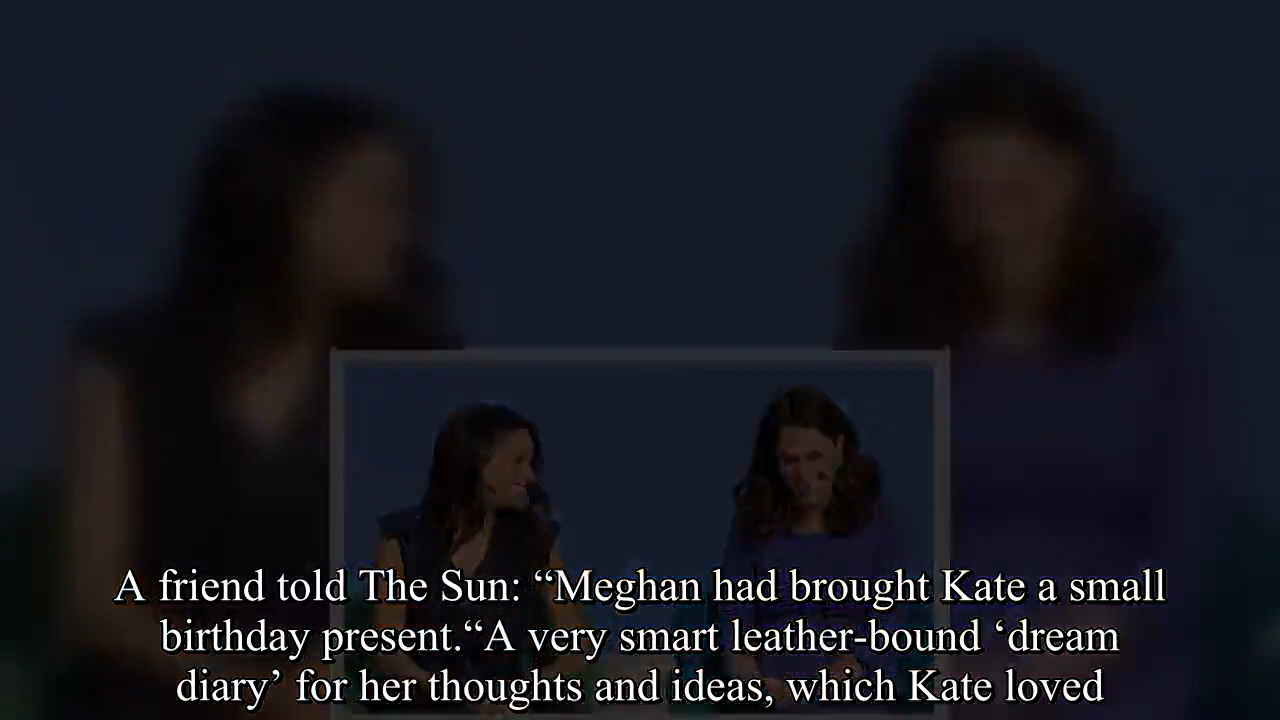 A friend told The Sun: “Meghan had brought Kate a small
birthday present.“A very smart leather-bound ‘dream
diary’ for her thoughts and ideas, which Kate loved